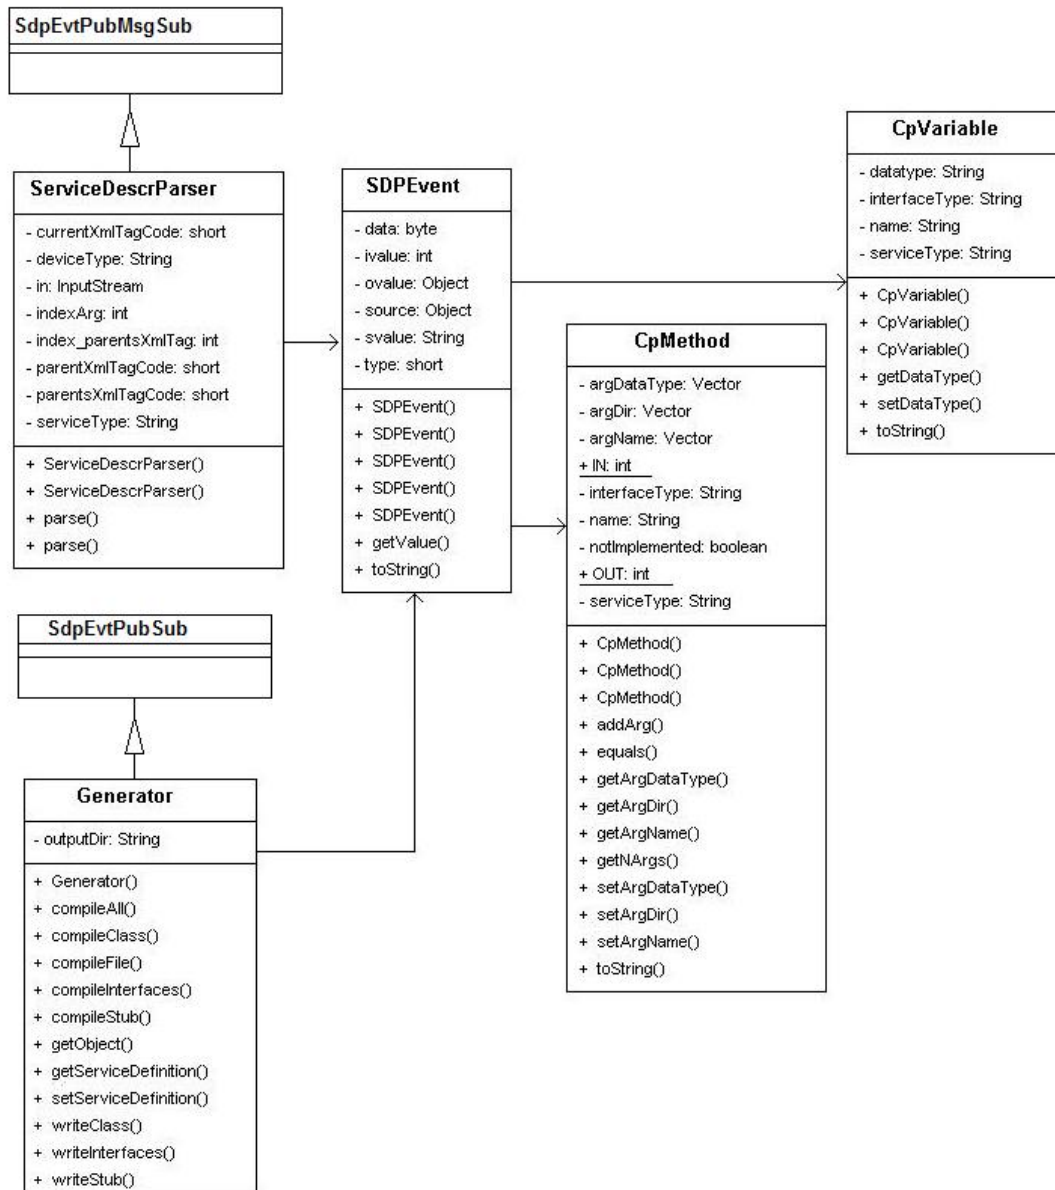 SdpEvtPubMsgSub
ServiceDescrParser
- currentXmlTagCode: short
- deviceType: String
- in: InputStream
- indexArg: int
- index_parentsXmlTag: int
- parentXmlTagCode: short
- parentsXmlTagCode: short
- serviceType: String
+ ServiceDescrParser()
+ ServiceDescrParser()
+ parse()
+ parse()
SDPEvent
- data: byte
- ivalue: int
- ovalue: Object
- source: Object
- svalue: String
- type: short
+ SDPEvent()
+ SDPEvent()
+ SDPEvent()
+ SDPEvent()
+ SDPEvent()
+ getValue()
+ toString()
CpVariable
- datatype: String
- interfaceType: String
- name: String
- serviceType: String
+ CpVariable()
+ CpVariable()
+ CpVariable()
+ getDataType()
+ setDataType()
+ toString()
CpMethod
- argDataType: Vector
- argDir: Vector
- argName: Vector
+ IN: int
- interfaceType: String
- name: String
- notImplemented: boolean
+ OUT: int
- serviceType: String
+ CpMethod()
+ CpMethod()
+ CpMethod()
+ addArg()
+ equals()
+ getArgDataType()
+ getArgDir()
+ getArgName()
+ getNArgs()
+ setArgDataType()
+ setArgDir()
+ setArgName()
+ toString()
SdpEvtPubSub
Generator
- outputDir: String
+ Generator()
+ compileAll()
+ compileClass()
+ compileFile()
+ compileInterfaces()
+ compileStub()
+ getObject()
+ getServiceDefinition()
+ setServiceDefinition()
+ writeClass()
+ writeInterfaces()
+ writeStub()